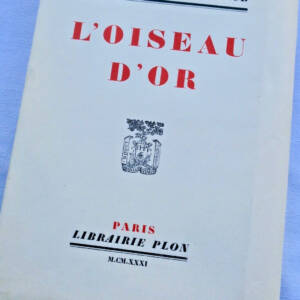 L'OISEAU
D'OR
PARIS
LIBRAIRIE PLON
M.CM.XXXI